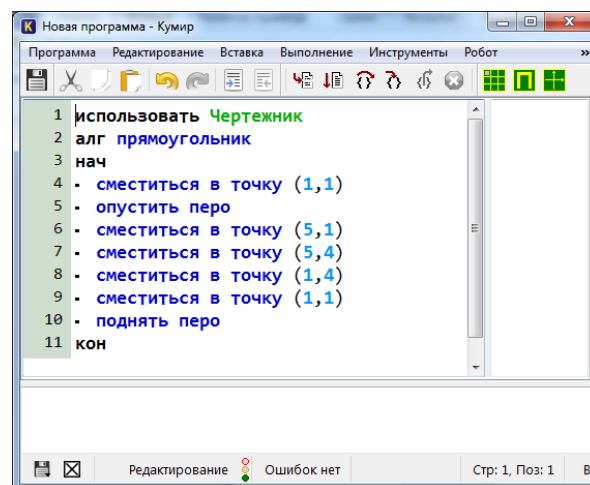 Новая программа - Кумир
Программа Редактирование Вставка Выполнение Инструменты Робот »
1 использовать Чертежник
2 алг прямоугольник
3 нач
4 . сместиться в точку (1,1)
5 . опустить перо
6 . сместиться в точку (5,1)
7 . сместиться в точку (5,4)
8 . сместиться в точку (1,4)
9 . сместиться в точку (1,1)
10 . поднять перо
11 кон
Редактирование Ошибок нет Стр: 1, Поз: 1 В